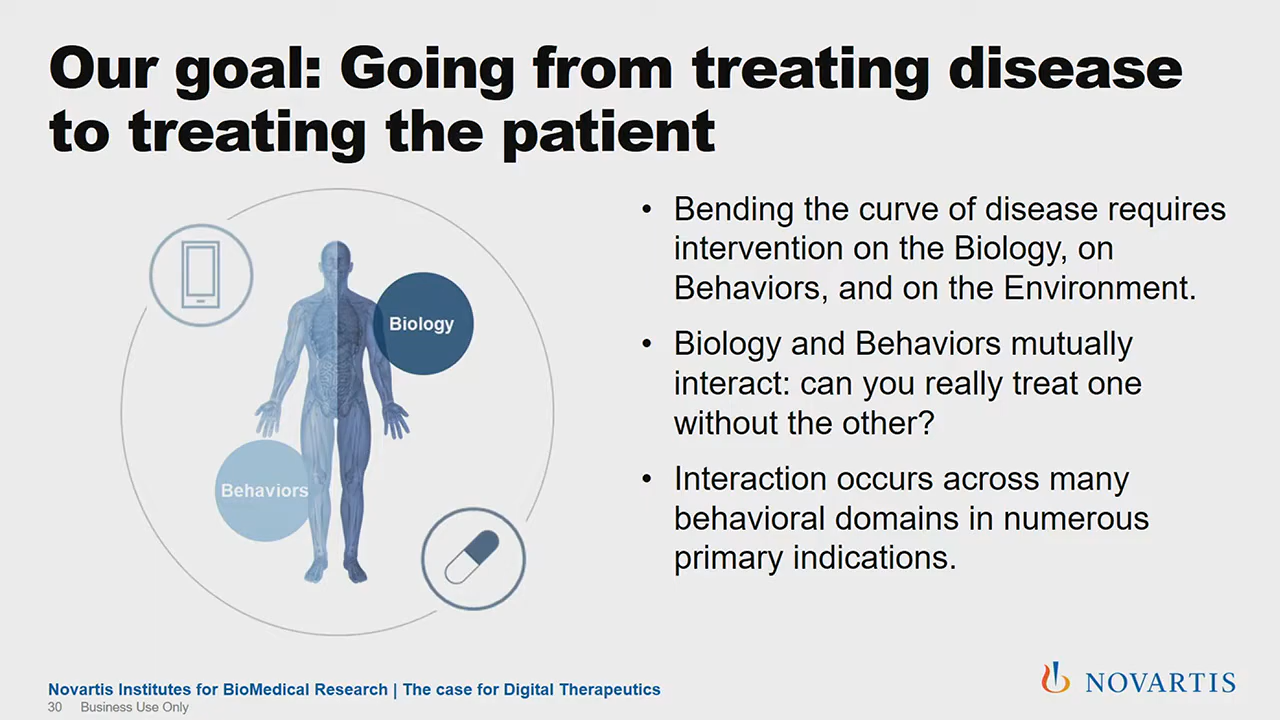 Our goal: Going from treating disease
to treating the patient
Biology
Behaviors
• Bending the curve of disease requires
intervention on the Biology, on
Behaviors, and on the Environment.
• Biology and Behaviors mutually
interact: can you really treat one
without the other?
• Interaction occurs across many
behavioral domains in numerous
primary indications.
Novartis Institutes for BioMedical Research | The case for Digital Therapeutics
30 Business Use Only
NOVARTIS